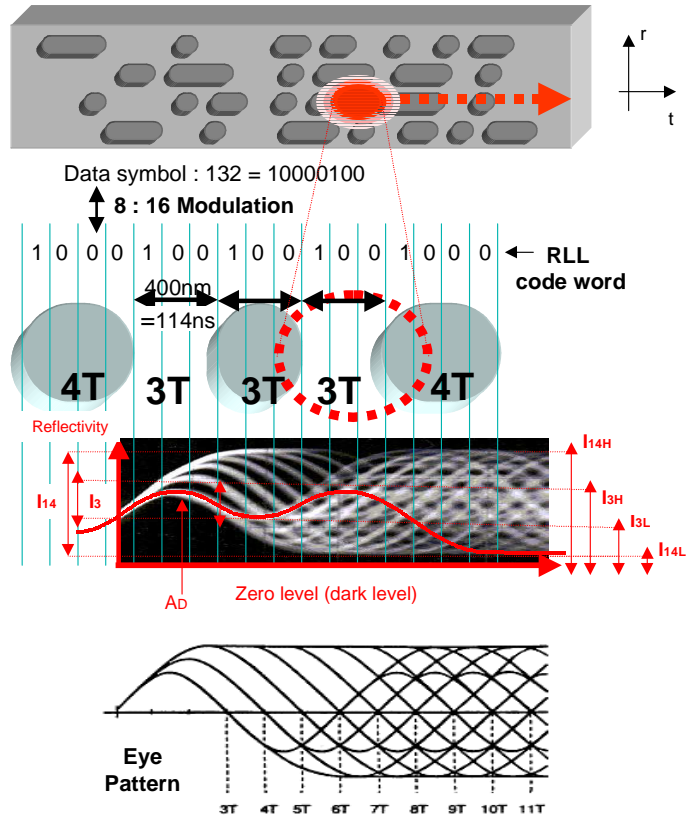 r
t
Data symbol : 132 = 10000100
8 : 16 Modulation
1 0 0 0 1 0 0 1 0 0 1 0 0 1 0 0 0
RLL
code word
400nm
=114ns
4T 3T 3T 3T 4T
Reflectivity
I14 I3
I14H
I3H
I3L
I14L
AD
Zero level (dark level)
Eye
Pattern
3T 4T 5T 6T 7T 8T 9T 10T 11T